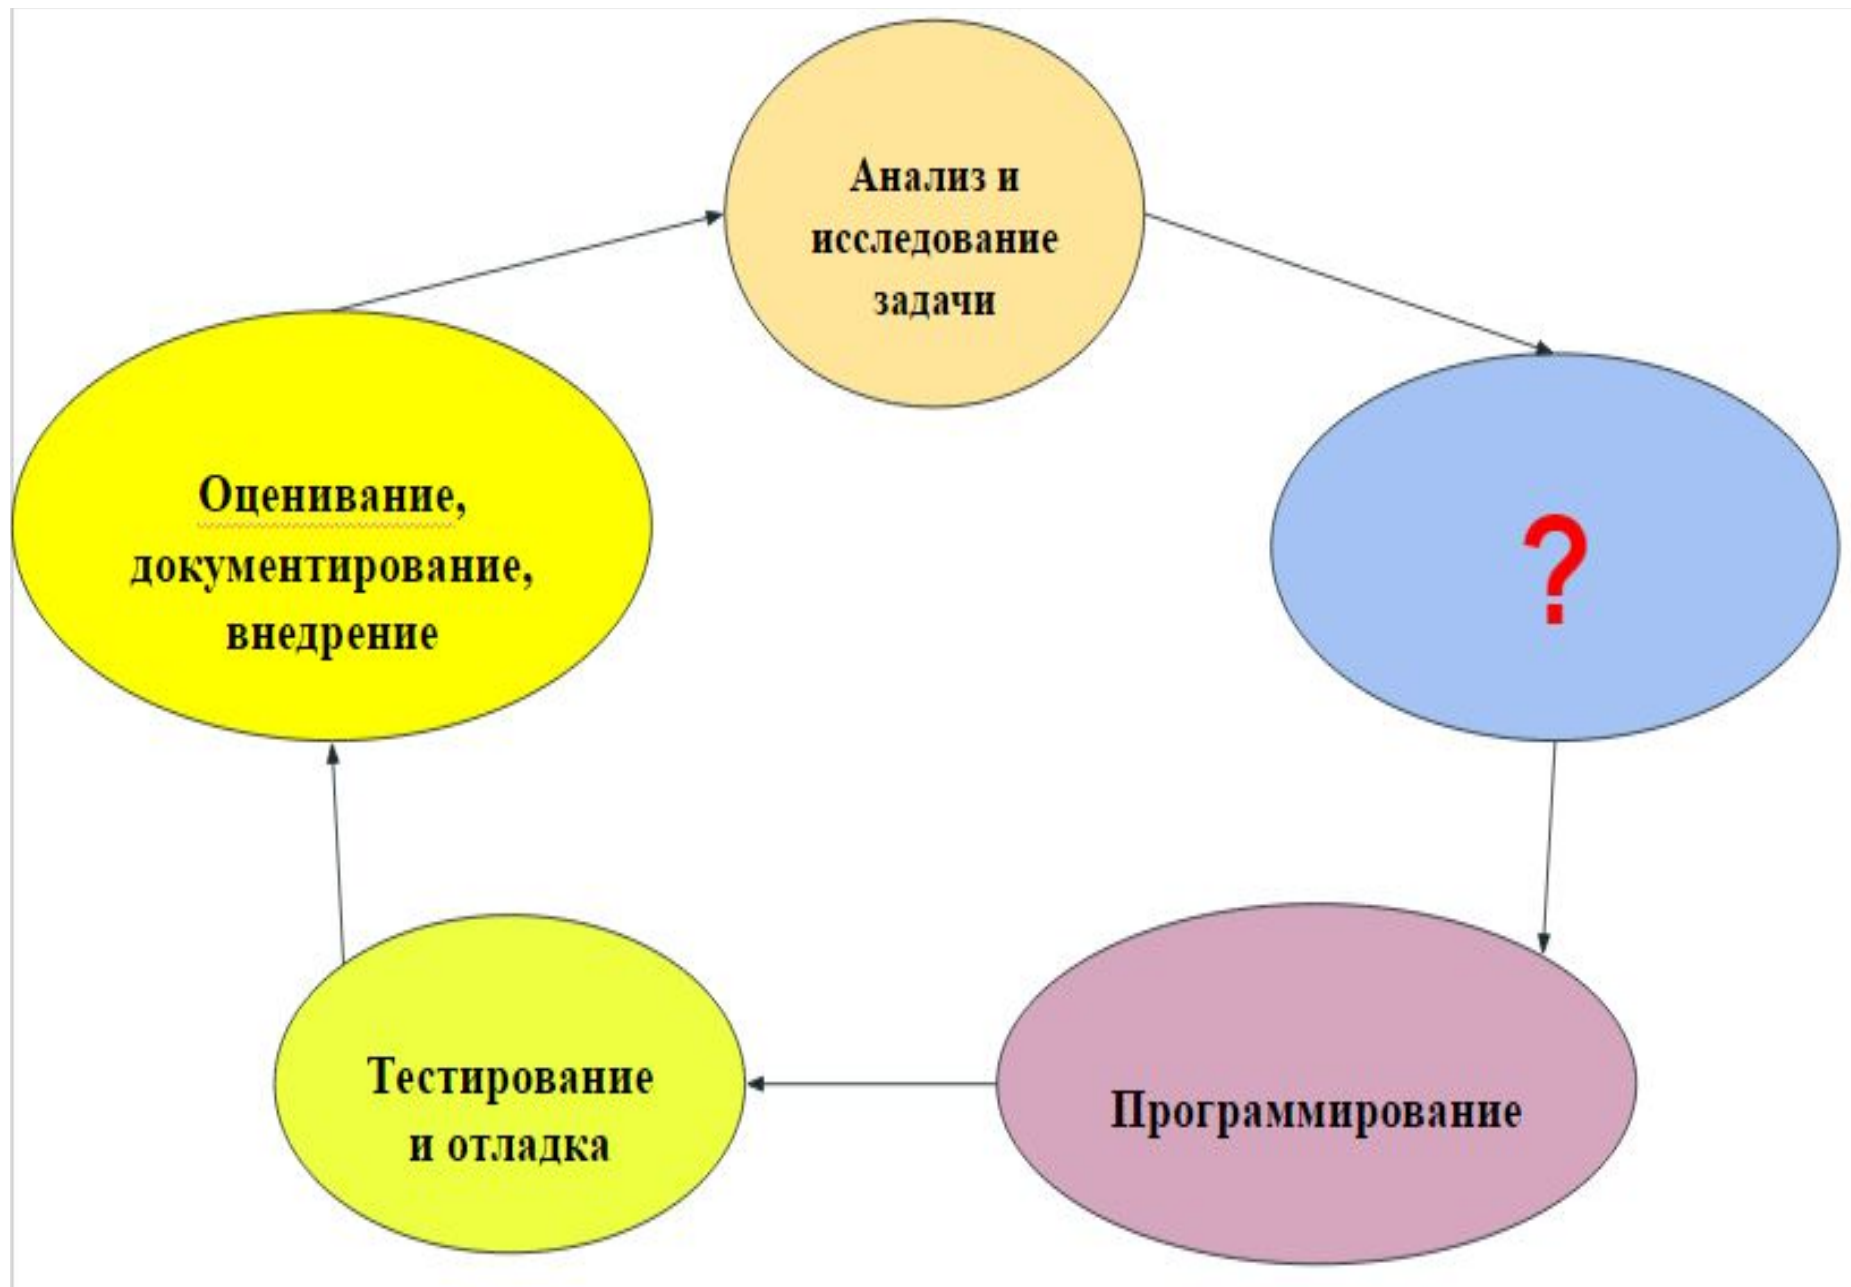 Анализ и
исследование
задачи
?
Программирование
Тестирование
и отладка
Оценивание,
документирование,
внедрение